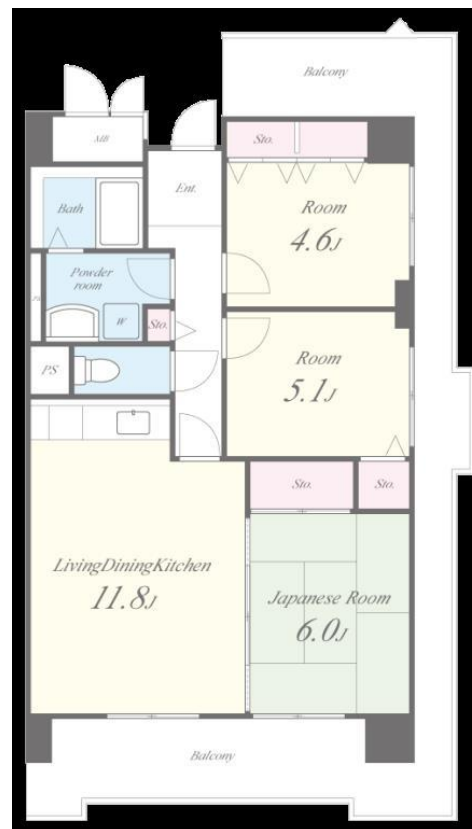 Balcony
MB
Sto.
Ent.
Bath
Room
4.6J
Powder
room
W
Sto.
PS
PS
Room
5.1J
Sto.
Sto.
LivingDiningKitchen
11.8J
Japanese Room
6.0J
Balcony